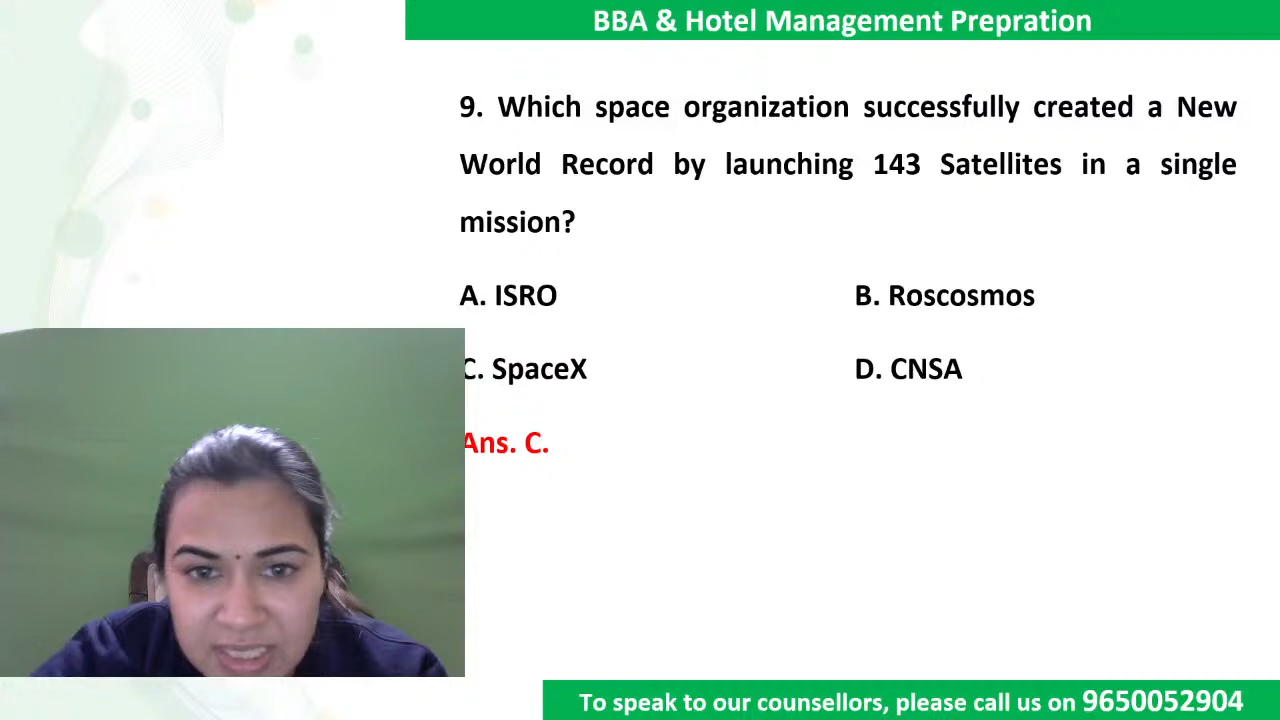 BBA & Hotel Management Prepration
9. Which space organization successfully created a New
World Record by launching 143 Satellites in a single
mission?
A. ISRO
B. Roscosmos
C. SpaceX
D. CNSA
Ans. C.
To speak to our counsellors, please call us on 9650052904